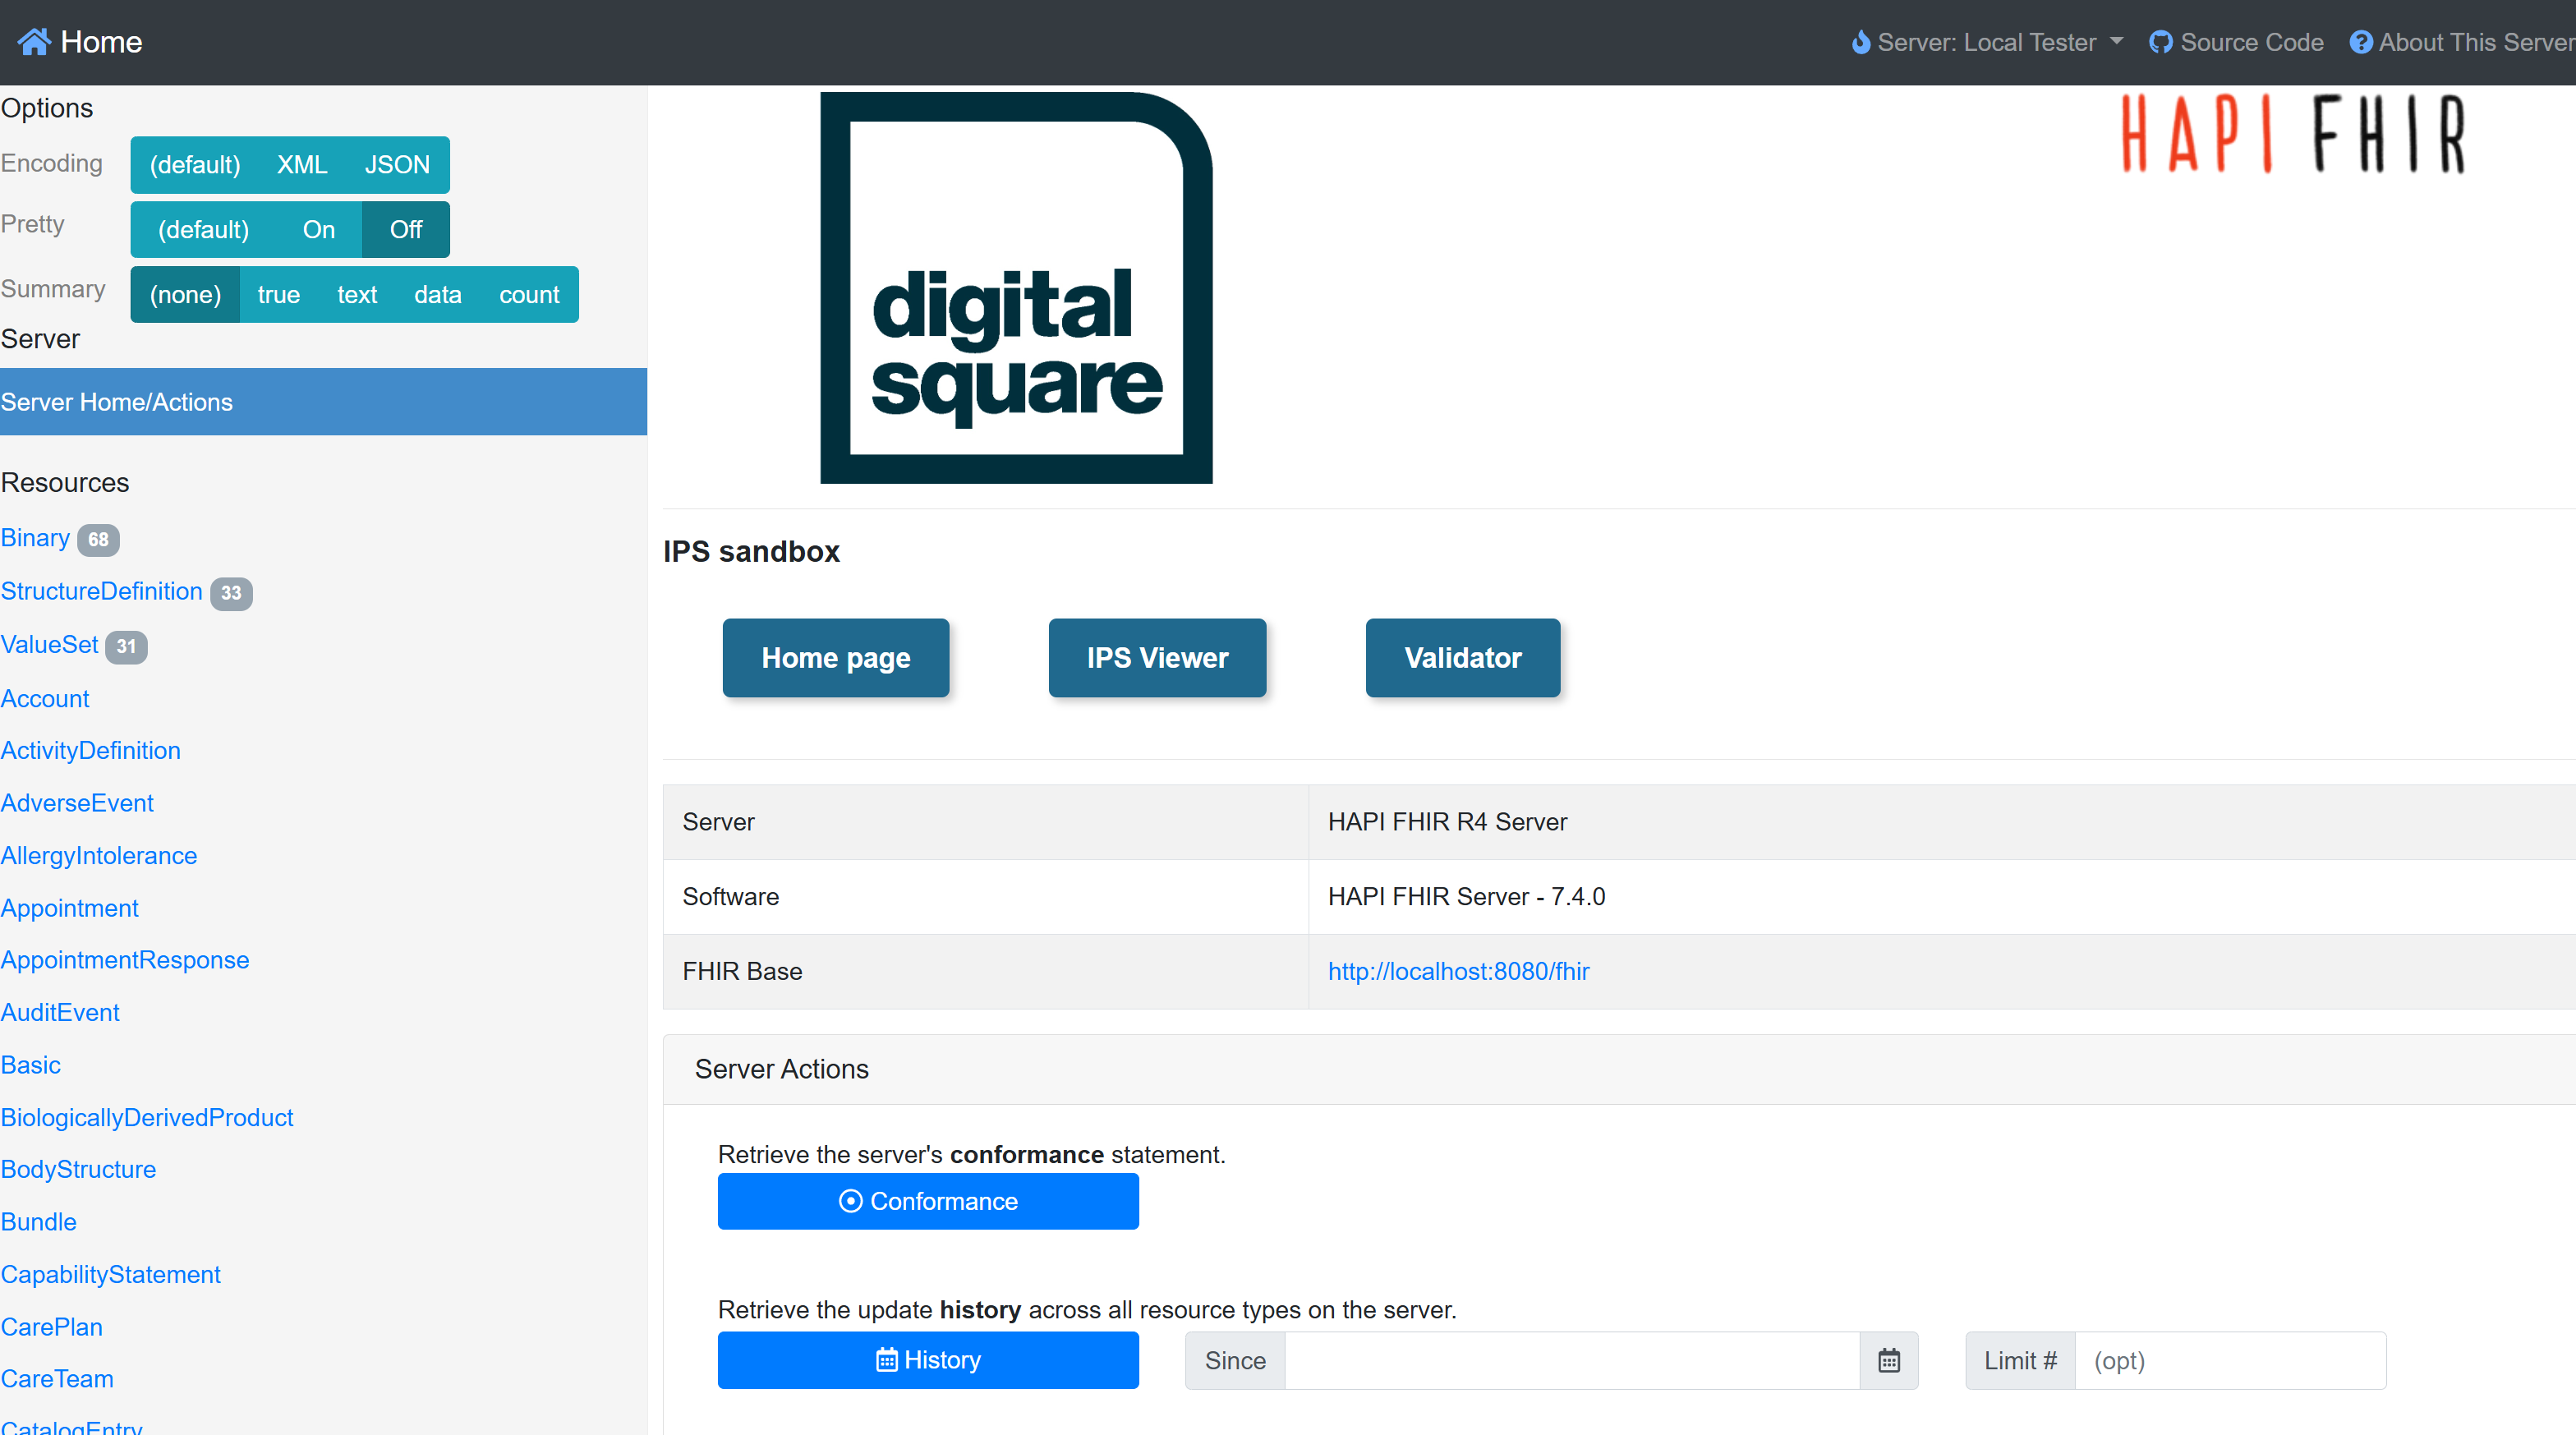 Home
Server: Local Tester
Source Code
About This Server
Options
Encoding (default) XML JSON
Pretty (default) On Off
Summary (none) true text data count
Server
Server Home/Actions
Resources
Binary 68
StructureDefinition 33
ValueSet 31
Account
ActivityDefinition
AdverseEvent
AllergyIntolerance
Appointment
AppointmentResponse
AuditEvent
Basic
BiologicallyDerivedProduct
BodyStructure
Bundle
CapabilityStatement
CarePlan
CareTeam
CatalogEntry
digital
square
HAPI FHIR
IPS sandbox
Home page
IPS Viewer
Validator
Server HAPI FHIR R4 Server
Software HAPI FHIR Server - 7.4.0
FHIR Base http://localhost:8080/fhir
Server Actions
Retrieve the server's conformance statement.
Conformance
Retrieve the update history across all resource types on the server.
History Since Limit # (opt)